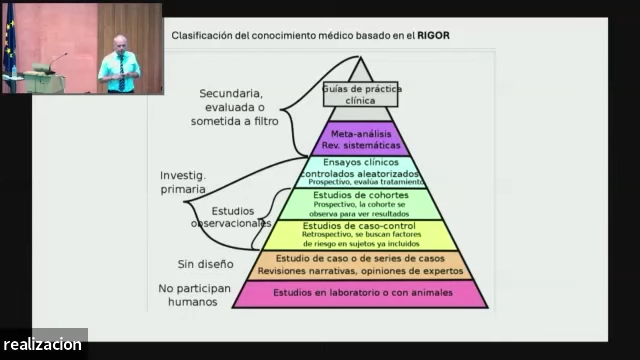 Clasificación del conocimiento médico basado en el RIGOR
Secundaria,
evaluada o
sometida a filtro
Guías de práctica
clínica
Meta-análisis
Rev. sistemáticas
Investig.
primaria
Ensayos clínicos
controlados aleatorizados
Prospectivo, evalúa tratamiento
Estudios
observacionales
Estudios de cohortes
Prospectivo, la cohorte se
observa para ver resultados
Estudios de caso-control
Retrospectivo, se buscan factores
de riesgo en sujetos ya incluidos
Sin diseño
Estudio de caso o de series de casos
Revisiones narrativas, opiniones de expertos
No participan
humanos
Estudios en laboratorio o con animales
realizacion